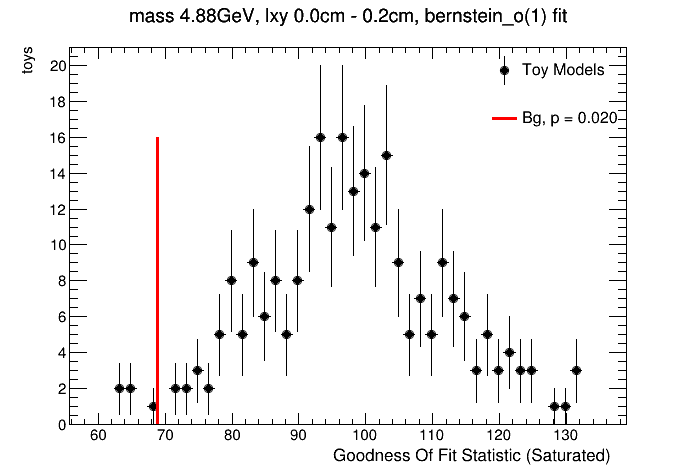 mass 4.88GeV, lxy 0.0cm - 0.2cm, bernstein_o(1) fit
toys
20
18
16
14
12
10
8
6
4
2
0
Toy Models
Bg, p = 0.020
60 70 80 90 100 110 120 130
Goodness Of Fit Statistic (Saturated)